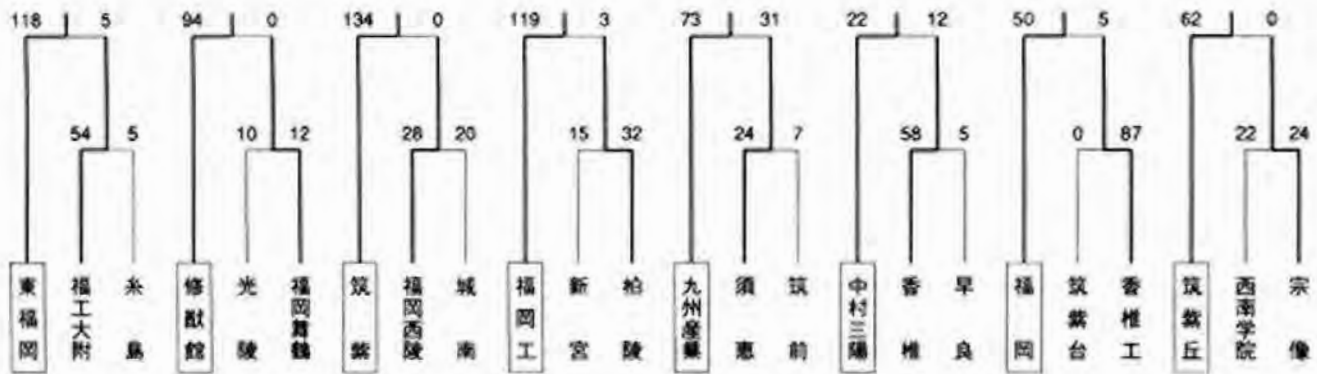 118 5 94 0 134 0 119 3 73 31 22 12 50 5 62 0
54 5 10 12 28 20 15 32 24 7 58 5 0 87 22 24
東福岡
福工大附
糸島
修猷館
光陵
福岡舞鶴
筑紫
福岡西陵
城南
福岡工
新宮
柏陵
九州産業
須恵
筑前
中村三陽
香椎
早良
福岡
筑紫台
香椎工
筑紫丘
西南学院
宗像